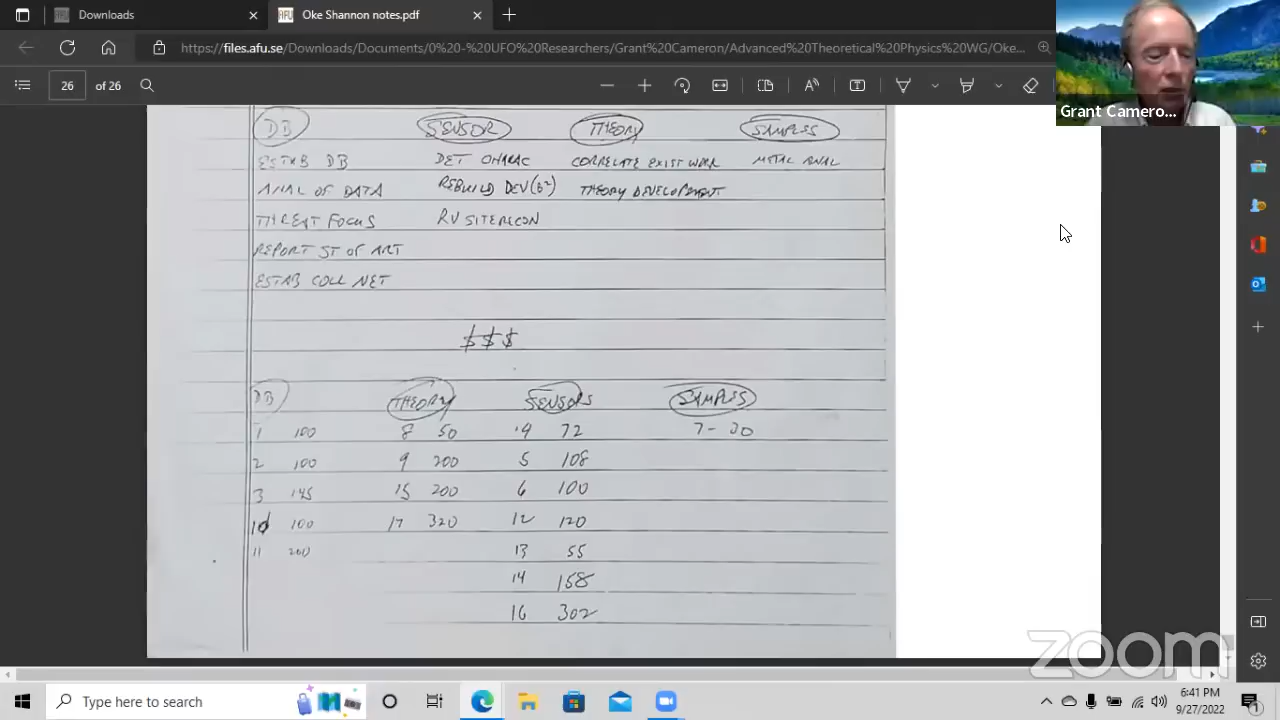 Downloads
Oke Shannon notes.pdf
https://files.afu.se/Downloads/Documents/0%20-%20UFO%20Researchers/Grant%20Cameron/Advanced%20Theoretical%20Physics%20WG/Oke...
26 of 26
Grant Camero...
DB SENSOR THEORY SAMPLES
ESTAB DB DET CHARAC CORRELATE EXIST WORK METAL ANAL
ANAL OF DATA REBUILD DEV(62) THEORY DEVELOPMENT
THREAT FOCUS RV SITE RECON
REPORT ST OF ART
ESTAB COLL NET
$$$
DB THEORY SENSORS SAMPLES
1 100 8 50 4 72 7- 20
2 100 9 200 5 108
3 145 15 200 6 100
10 100 17 320 12 120
11 200 13 55
14 158
16 302
zoom
Type here to search
6:41 PM
9/27/2022